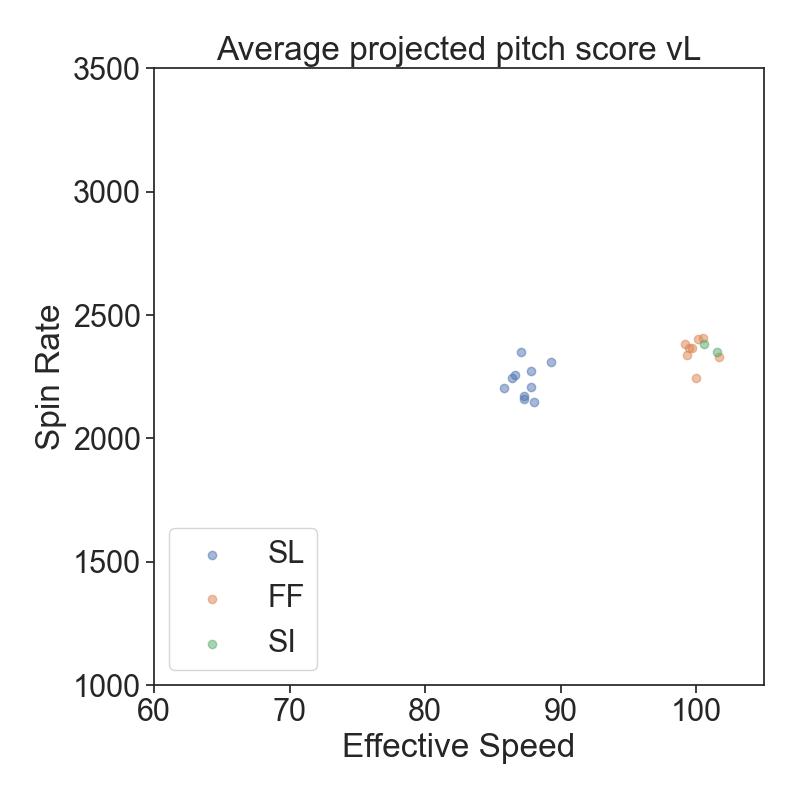 Average projected pitch score vL
3500
3000
2500
2000
1500
1000
Spin Rate
SL
FF
SI
60 70 80 90 100
Effective Speed